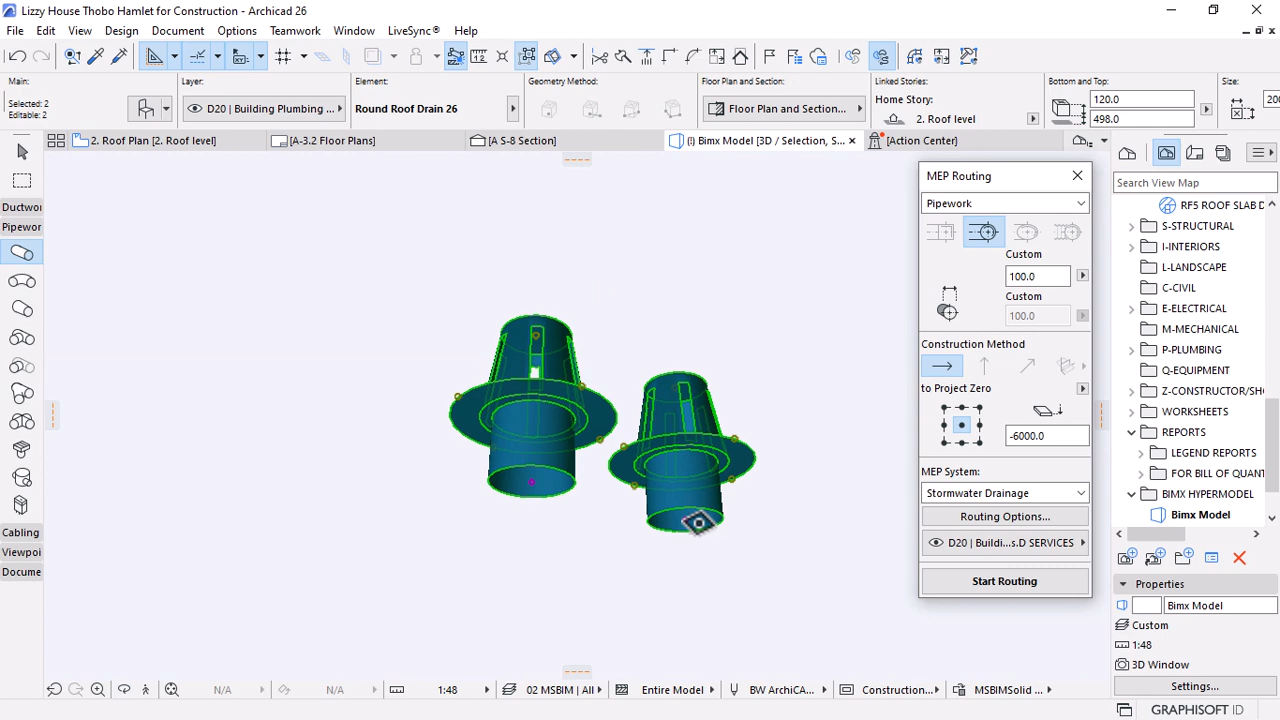 Lizzy House Thobo Hamlet for Construction - Archicad 26
File Edit View Design Document Options Teamwork Window LiveSync® Help
Main: Layer: Element: Geometry Method: Floor Plan and Section: Linked Stories: Bottom and Top: Size:
Selected: 2
Editable: 2
D20 | Building Plumbing ...
Round Roof Drain 26
Floor Plan and Section...
Home Story:
2. Roof level
120.0
498.0
200
2. Roof Plan [2. Roof level]
[A-3.2 Floor Plans]
[A S-8 Section]
(!) Bimx Model [3D / Selection, S...
[Action Center]
Ductwo
Pipewor
Cabling
Viewpoi
Docume
MEP Routing
Pipework
Custom
100.0
Custom
100.0
Construction Method
to Project Zero
-6000.0
MEP System:
Stormwater Drainage
Routing Options...
D20 | Buildi...s.D SERVICES
Start Routing
Search View Map
RF5 ROOF SLAB D
S-STRUCTURAL
I-INTERIORS
L-LANDSCAPE
C-CIVIL
E-ELECTRICAL
M-MECHANICAL
P-PLUMBING
Q-EQUIPMENT
Z-CONSTRUCTOR/SH
WORKSHEETS
REPORTS
LEGEND REPORTS
FOR BILL OF QUAN
BIMX HYPERMODEL
Bimx Model
Properties
Bimx Model
Custom
1:48
3D Window
Settings...
N/A
N/A
1:48
02 MSBIM | All
Entire Model
BW ArchiCA...
Construction...
MSBIMSolid ...
GRAPHISOFT ID